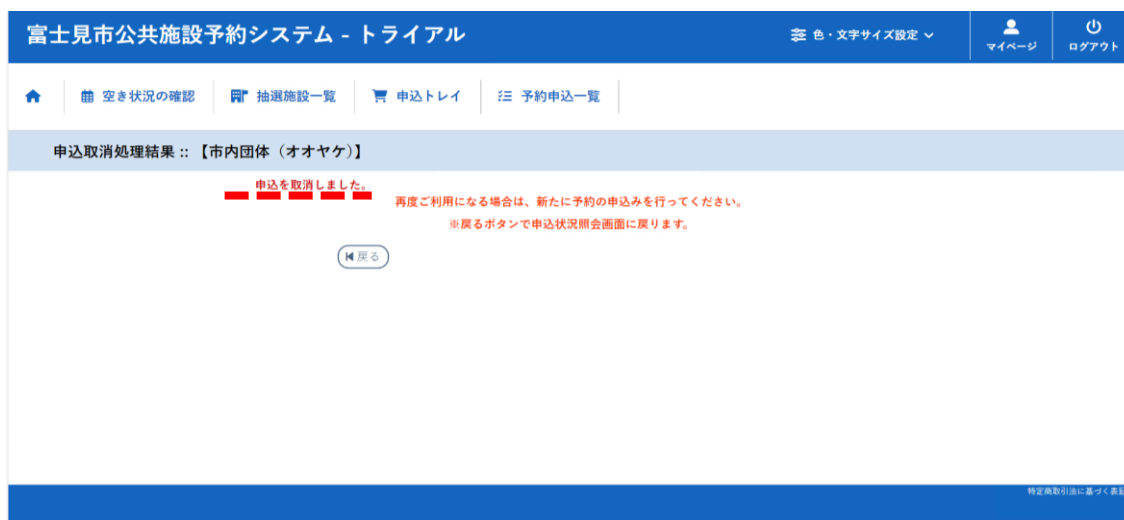 富士見市公共施設予約システム - トライアル
色・文字サイズ設定
マイページ
ログアウト
空き状況の確認
抽選施設一覧
申込トレイ
予約申込一覧
申込取消処理結果 :: 【市内団体（オオヤケ）】
申込を取消しました。
再度ご利用になる場合は、新たに予約の申込みを行ってください。
※戻るボタンで申込状況照会画面に戻ります。
戻る
特定商取引法に基づく表記